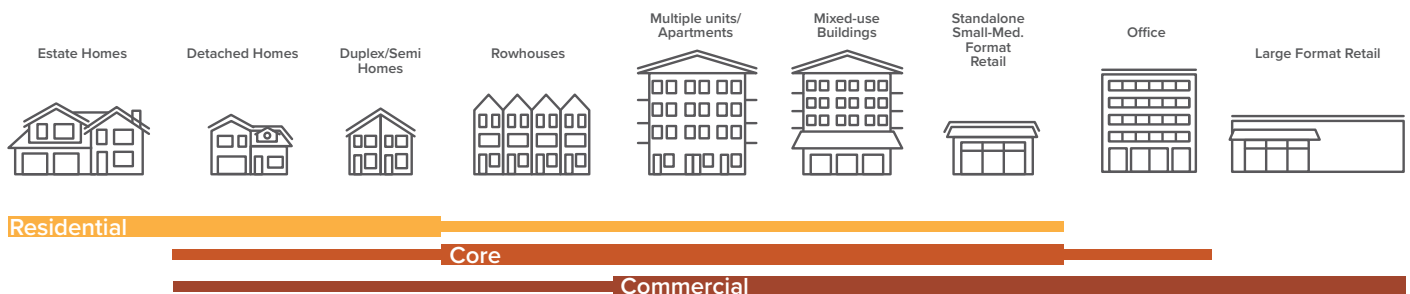 Estate Homes
Detached Homes
Duplex/Semi
Homes
Rowhouses
Multiple units/
Apartments
Mixed-use
Buildings
Standalone
Small-Med.
Format
Retail
Office
Large Format Retail
Residential
Core
Commercial